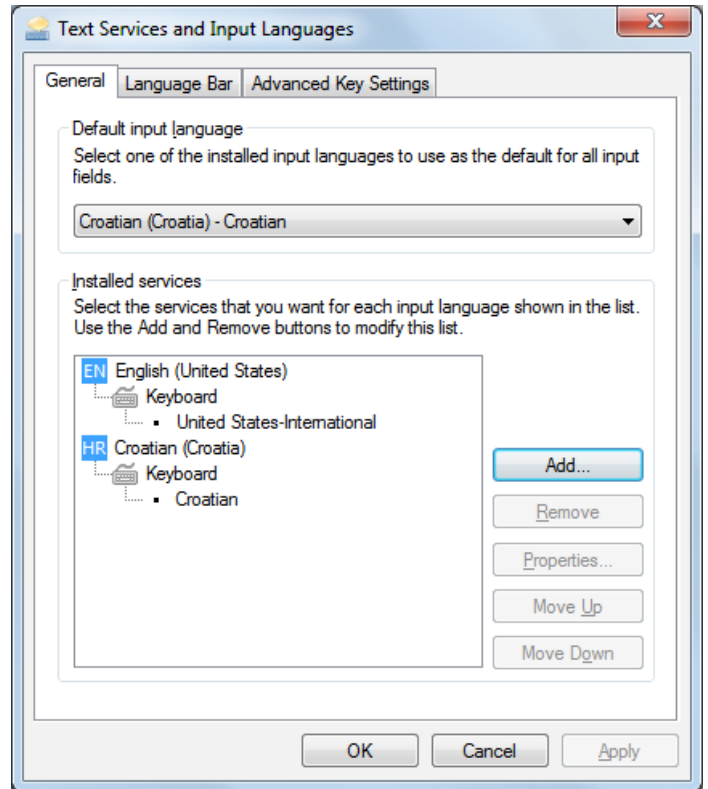 Text Services and Input Languages
General
Language Bar
Advanced Key Settings
Default input language
Select one of the installed input languages to use as the default for all input
fields.
Croatian (Croatia) - Croatian
Installed services
Select the services that you want for each input language shown in the list.
Use the Add and Remove buttons to modify this list.
EN English (United States)
Keyboard
United States-International
HR Croatian (Croatia)
Keyboard
Croatian
Add...
Remove
Properties...
Move Up
Move Down
OK
Cancel
Apply